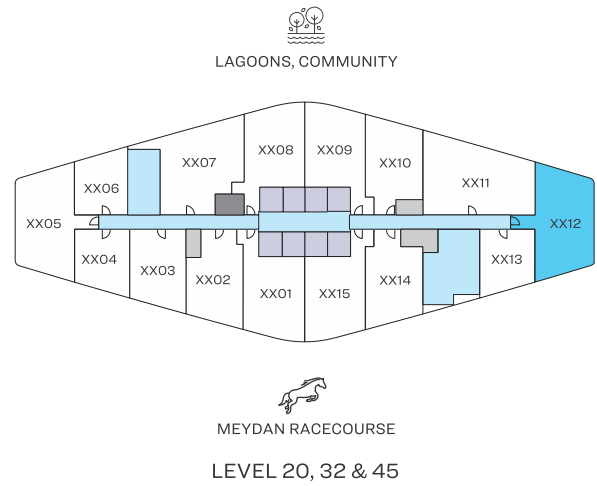 LAGOONS, COMMUNITY
XX08
XX09
XX07
XX10
XX06
XX11
XX05
XX12
XX04
XX03
XX02
XX01
XX15
XX14
XX13
MEYDAN RACECOURSE
LEVEL 20, 32 & 45